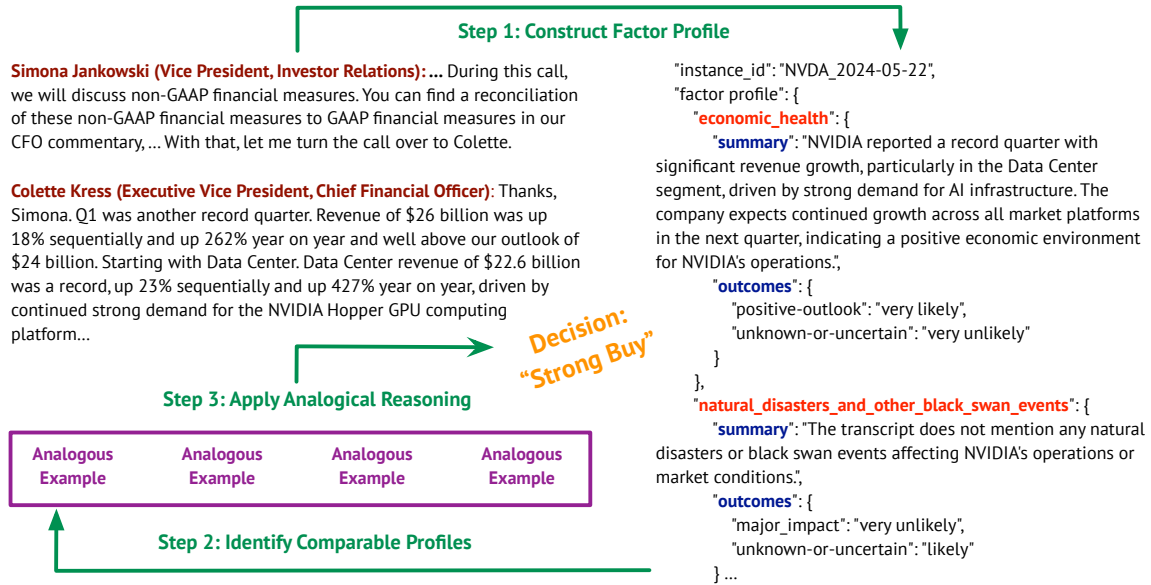 Step 1: Construct Factor Profile
Simona Jankowski (Vice President, Investor Relations): ... During this call,
we will discuss non-GAAP financial measures. You can find a reconciliation
of these non-GAAP financial measures to GAAP financial measures in our
CFO commentary, ... With that, let me turn the call over to Colette.
Colette Kress (Executive Vice President, Chief Financial Officer): Thanks,
Simona. Q1 was another record quarter. Revenue of $26 billion was up
18% sequentially and up 262% year on year and well above our outlook of
$24 billion. Starting with Data Center. Data Center revenue of $22.6 billion
was a record, up 23% sequentially and up 427% year on year, driven by
continued strong demand for the NVIDIA Hopper GPU computing
platform...
Decision:
"Strong Buy"
Step 3: Apply Analogical Reasoning
Analogous
Example
Analogous
Example
Analogous
Example
Analogous
Example
Step 2: Identify Comparable Profiles
"instance_id": "NVDA_2024-05-22",
"factor profile": {
"economic_health": {
"summary": "NVIDIA reported a record quarter with
significant revenue growth, particularly in the Data Center
segment, driven by strong demand for AI infrastructure. The
company expects continued growth across all market platforms
in the next quarter, indicating a positive economic environment
for NVIDIA's operations.",
"outcomes": {
"positive-outlook": "very likely",
"unknown-or-uncertain": "very unlikely"
}
},
"natural_disasters_and_other_black_swan_events": {
"summary": "The transcript does not mention any natural
disasters or black swan events affecting NVIDIA's operations or
market conditions.",
"outcomes": {
"major_impact": "very unlikely",
"unknown-or-uncertain": "likely"
} ...